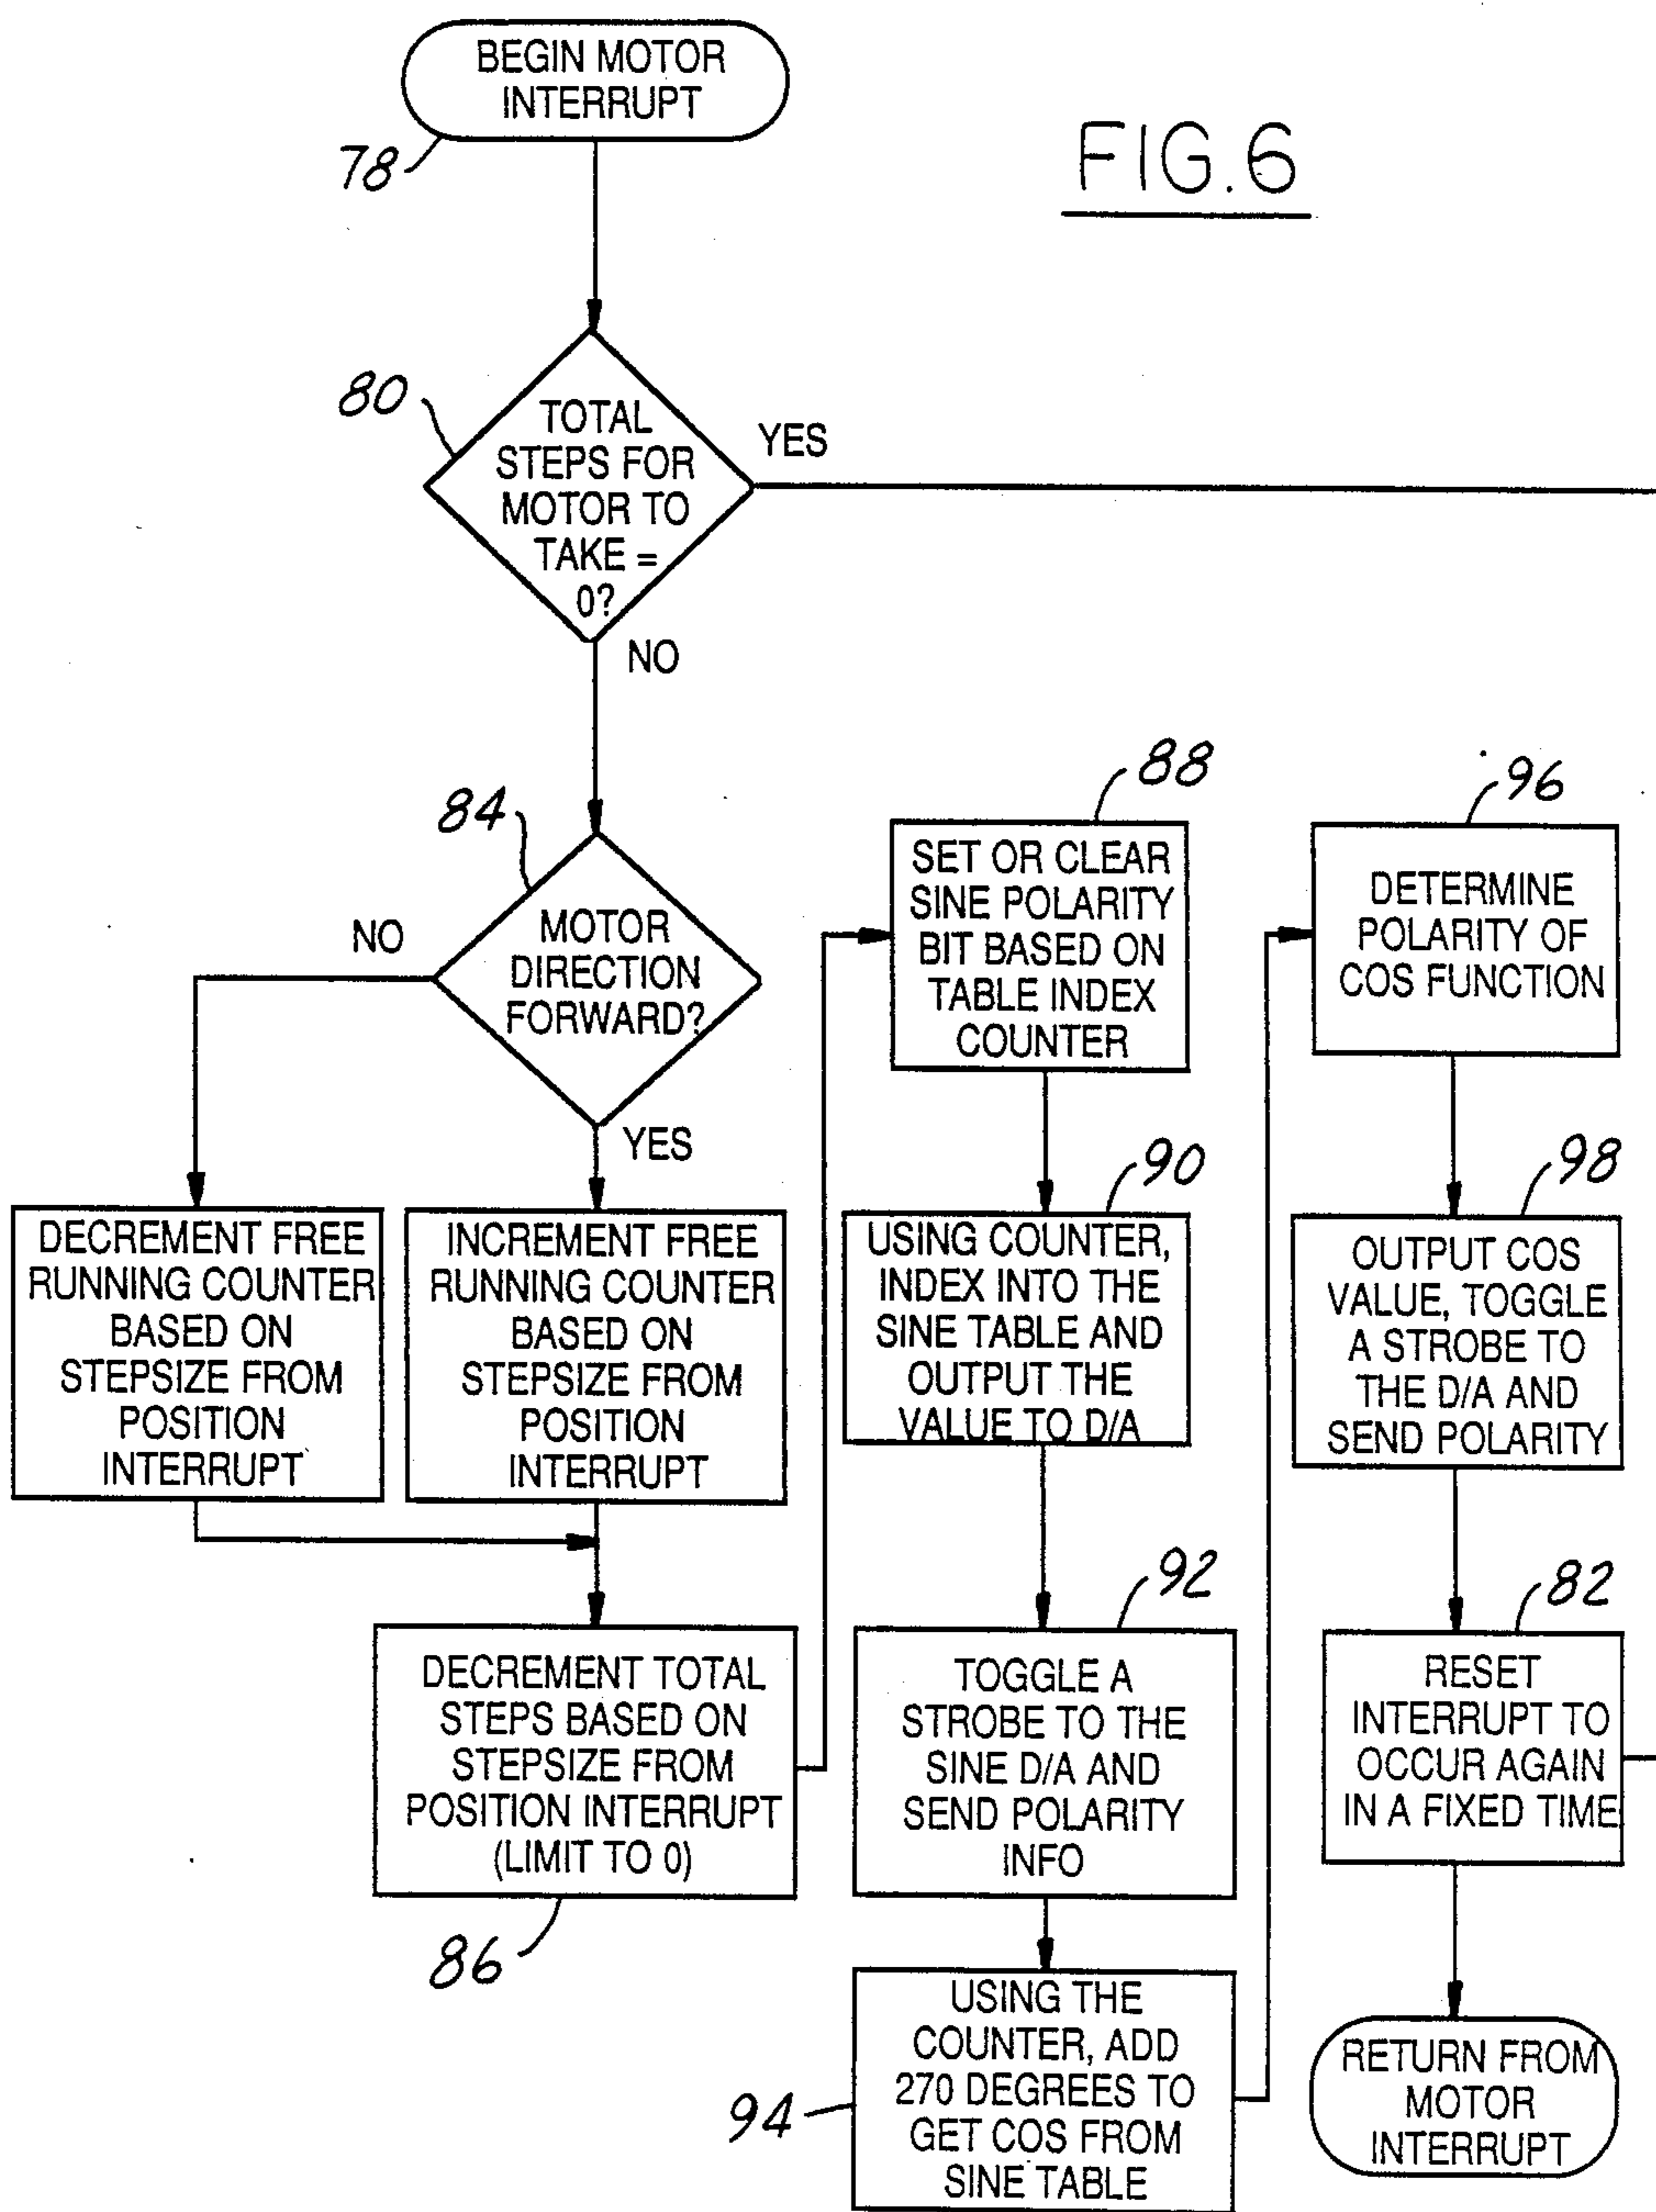 BEGIN MOTOR
INTERRUPT
78
FIG.6
80
TOTAL
STEPS FOR
MOTOR TO
TAKE =
0?
YES
NO
84
MOTOR
DIRECTION
FORWARD?
NO
YES
DECREMENT FREE
RUNNING COUNTER
BASED ON
STEPSIZE FROM
POSITION
INTERRUPT
INCREMENT FREE
RUNNING COUNTER
BASED ON
STEPSIZE FROM
POSITION
INTERRUPT
DECREMENT TOTAL
STEPS BASED ON
STEPSIZE FROM
POSITION INTERRUPT
(LIMIT TO 0)
86
88
SET OR CLEAR
SINE POLARITY
BIT BASED ON
TABLE INDEX
COUNTER
90
USING COUNTER,
INDEX INTO THE
SINE TABLE AND
OUTPUT THE
VALUE TO D/A
92
TOGGLE A
STROBE TO THE
SINE D/A AND
SEND POLARITY
INFO
94
USING THE
COUNTER, ADD
270 DEGREES TO
GET COS FROM
SINE TABLE
96
DETERMINE
POLARITY OF
COS FUNCTION
98
OUTPUT COS
VALUE, TOGGLE
A STROBE TO
THE D/A AND
SEND POLARITY
82
RESET
INTERRUPT TO
OCCUR AGAIN
IN A FIXED TIME
RETURN FROM
MOTOR
INTERRUPT